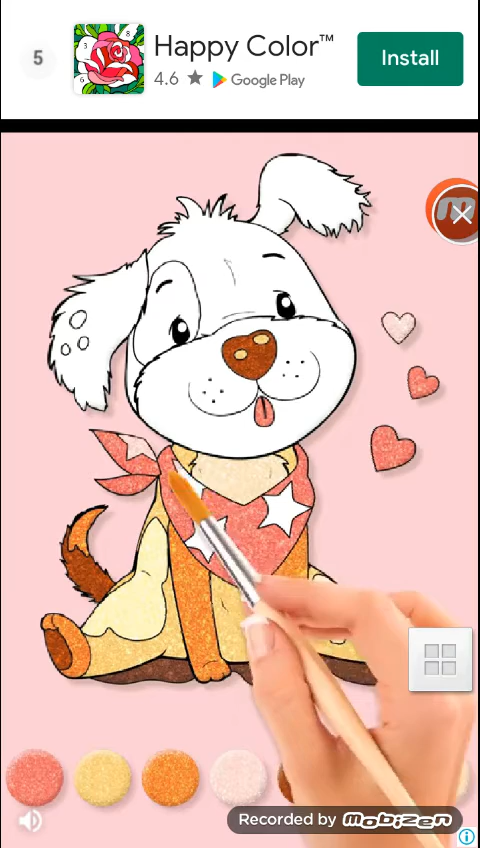 5
Happy Color™
4.6 ★ Google Play
Install
Recorded by Mobizen